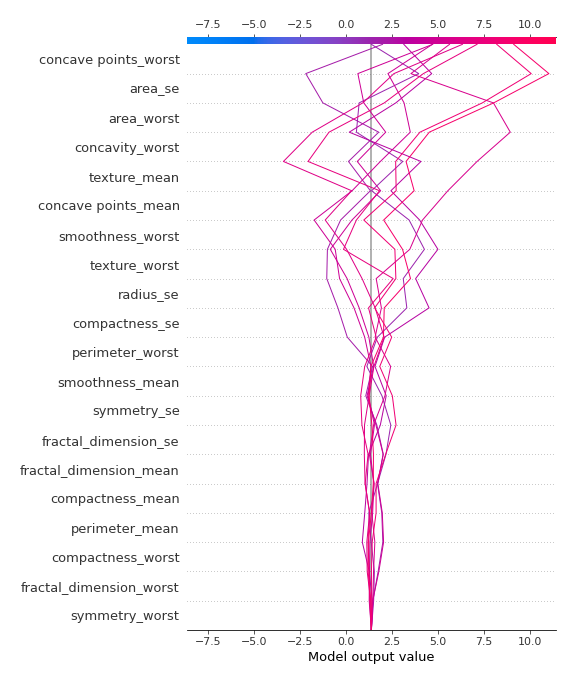 −7.5 −5.0 −2.5 0.0 2.5 5.0 7.5 10.0
concave points_worst
area_se
area_worst
concavity_worst
texture_mean
concave points_mean
smoothness_worst
texture_worst
radius_se
compactness_se
perimeter_worst
smoothness_mean
symmetry_se
fractal_dimension_se
fractal_dimension_mean
compactness_mean
perimeter_mean
compactness_worst
fractal_dimension_worst
symmetry_worst
−7.5 −5.0 −2.5 0.0 2.5 5.0 7.5 10.0
Model output value